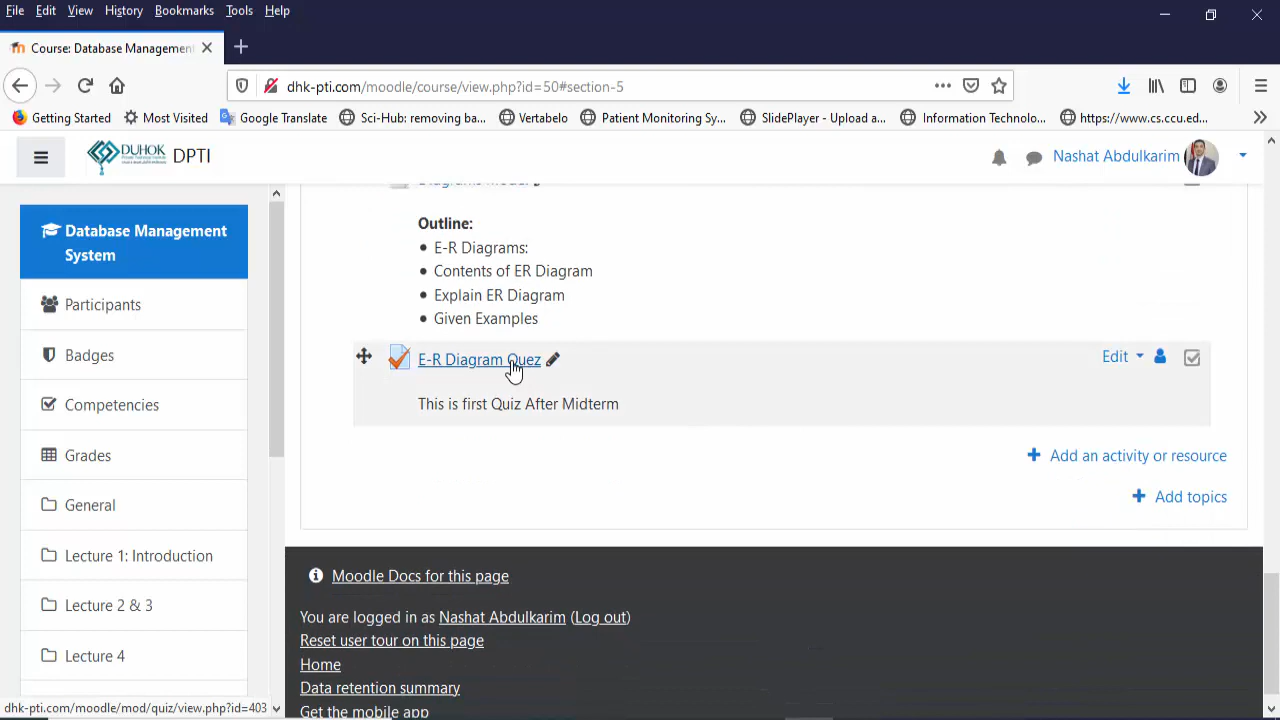 File Edit View History Bookmarks Tools Help
Course: Database Management
dhk-pti.com/moodle/course/view.php?id=50#section-5
Getting Started Most Visited Google Translate Sci-Hub: removing ba... Vertabelo Patient Monitoring Sy... SlidePlayer - Upload a... Information Technolo... https://www.cs.ccu.ed...
DUHOK DPTI Nashat Abdulkarim
Database Management
System
Participants
Badges
Competencies
Grades
General
Lecture 1: Introduction
Lecture 2 & 3
Lecture 4
Outline:
• E-R Diagrams:
• Contents of ER Diagram
• Explain ER Diagram
• Given Examples
E-R Diagram Quez Edit
This is first Quiz After Midterm
Add an activity or resource
Add topics
Moodle Docs for this page
You are logged in as Nashat Abdulkarim (Log out)
Reset user tour on this page
Home
Data retention summary
Get the mobile app
dhk-pti.com/moodle/mod/quiz/view.php?id=403